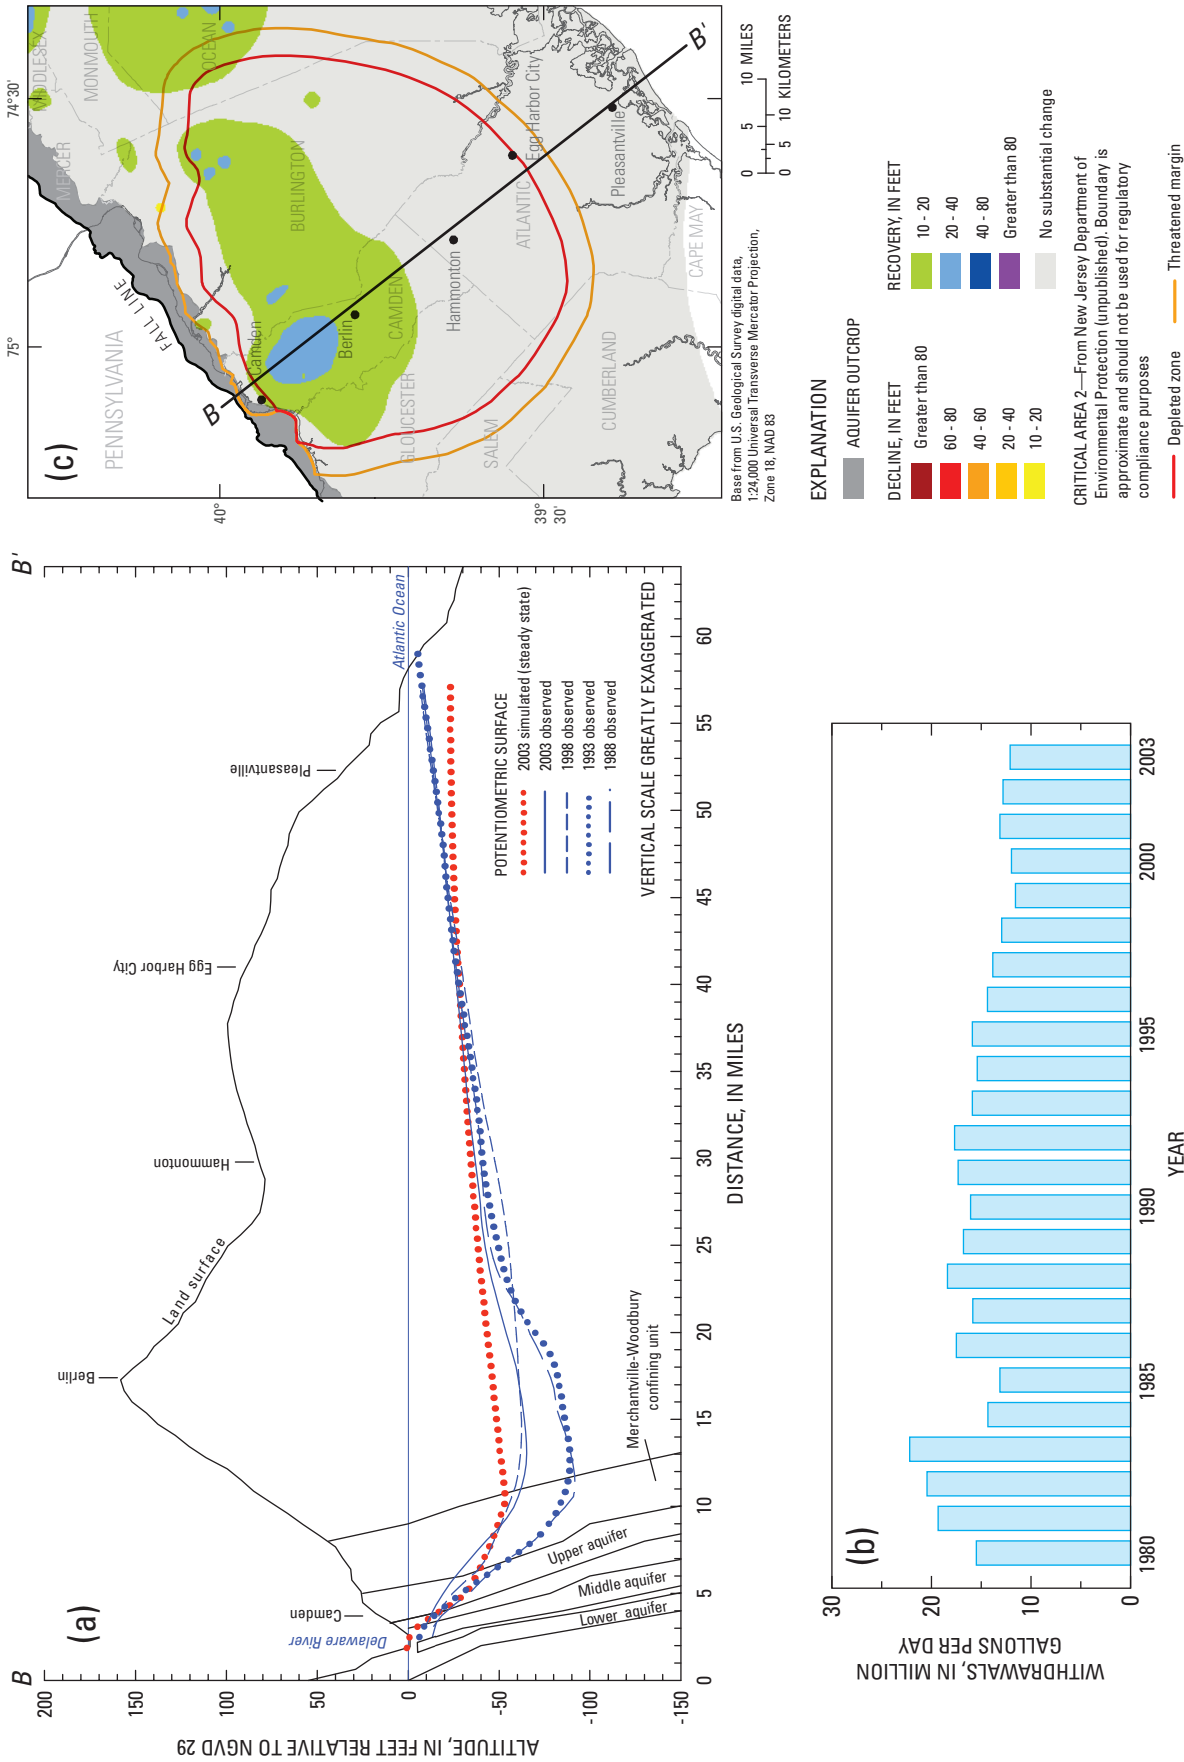 (a)
B
B'
ALTITUDE, IN FEET RELATIVE TO NGVD 29
200
150
100
50
0
-50
-100
-150
Delaware River
Camden
Berlin
Land surface
Hammonton
Egg Harbor City
Pleasantville
Atlantic Ocean
Lower aquifer
Middle aquifer
Upper aquifer
Merchantville-Woodbury
confining unit
POTENTIOMETRIC SURFACE
2003 simulated (steady state)
2003 observed
1998 observed
1993 observed
1988 observed
VERTICAL SCALE GREATLY EXAGGERATED
0
5
10
15
20
25
30
35
40
45
50
55
60
DISTANCE, IN MILES
(b)
WITHDRAWALS, IN MILLION
GALLONS PER DAY
30
20
10
0
1980
1985
1990
1995
2000
2003
YEAR
(c)
75°
74°30'
40°
39°
30'
PENNSYLVANIA
FALL LINE
MERCER
MIDDLESEX
MONMOUTH
OCEAN
BURLINGTON
CAMDEN
GLOUCESTER
SALEM
ATLANTIC
CUMBERLAND
CAPE MAY
B
Camden
Berlin
Hammonton
Egg Harbor City
Pleasantville
B'
Base from U.S. Geological Survey digital data,
1:24,000 Universal Transverse Mercator Projection,
Zone 18, NAD 83
0 5 10 MILES
0 5 10 KILOMETERS
EXPLANATION
AQUIFER OUTCROP
DECLINE, IN FEET
Greater than 80
60 - 80
40 - 60
20 - 40
10 - 20
RECOVERY, IN FEET
10 - 20
20 - 40
40 - 80
Greater than 80
No substantial change
CRITICAL AREA 2—From New Jersey Department of
Environmental Protection (unpublished). Boundary is
approximate and should not be used for regulatory
compliance purposes
Depleted zone
Threatened margin